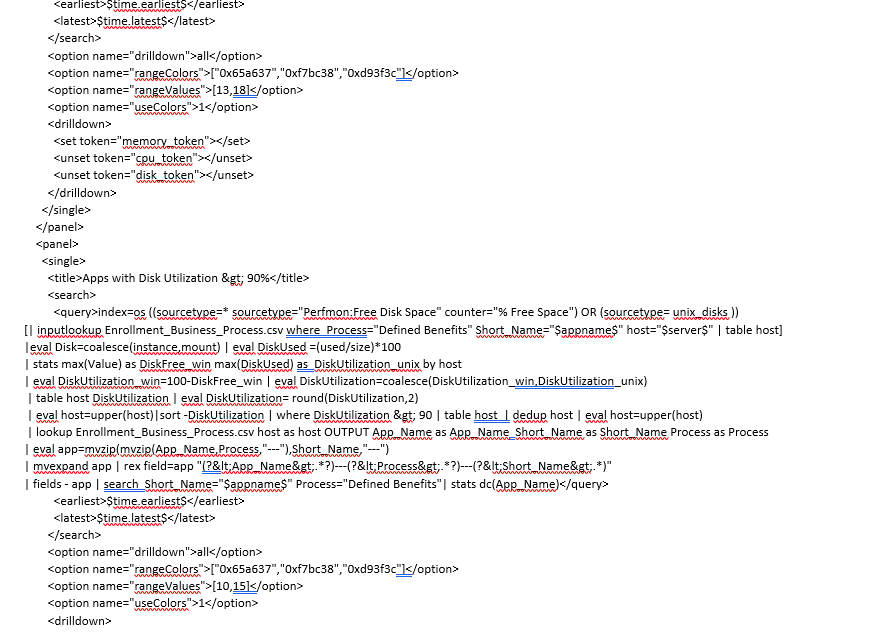 <earliest>$time.earliest$</earliest>
<latest>$time.latest$</latest>
</search>
<option name="drilldown">all</option>
<option name="rangeColors">["0x65a637","0xf7bc38","0xd93f3c"]</option>
<option name="rangeValues">[13,18]</option>
<option name="useColors">1</option>
<drilldown>
<set token="memory_token"></set>
<unset token="cpu_token"></unset>
<unset token="disk_token"></unset>
</drilldown>
</single>
</panel>
<panel>
<single>
<title>Apps with Disk Utilization &gt; 90%</title>
<search>
<query>index=os ((sourcetype=* sourcetype="Perfmon:Free Disk Space" counter="% Free Space") OR (sourcetype= unix_disks ))
[| inputlookup Enrollment_Business_Process.csv where Process="Defined Benefits" Short_Name="$appname$" host="$server$" | table host]
|eval Disk=coalesce(instance,mount) | eval DiskUsed =(used/size)*100
| stats max(Value) as DiskFree_win max(DiskUsed) as DiskUtilization_unix by host
| eval DiskUtilization_win=100-DiskFree_win | eval DiskUtilization=coalesce(DiskUtilization_win,DiskUtilization_unix)
| table host DiskUtilization | eval DiskUtilization= round(DiskUtilization,2)
| eval host=upper(host)|sort -DiskUtilization | where DiskUtilization &gt; 90 | table host | dedup host | eval host=upper(host)
| lookup Enrollment_Business_Process.csv host as host OUTPUT App_Name as App_Name Short_Name as Short_Name Process as Process
| eval app=mvzip(mvzip(App_Name,Process,"---"),Short_Name,"---")
| mvexpand app | rex field=app "(?&lt;App_Name&gt;.*?)---(?&lt;Process&gt;.*?)---(?&lt;Short_Name&gt;.*)"
| fields - app | search Short_Name="$appname$" Process="Defined Benefits"| stats dc(App_Name)</query>
<earliest>$time.earliest$</earliest>
<latest>$time.latest$</latest>
</search>
<option name="drilldown">all</option>
<option name="rangeColors">["0x65a637","0xf7bc38","0xd93f3c"]</option>
<option name="rangeValues">[10,15]</option>
<option name="useColors">1</option>
<drilldown>